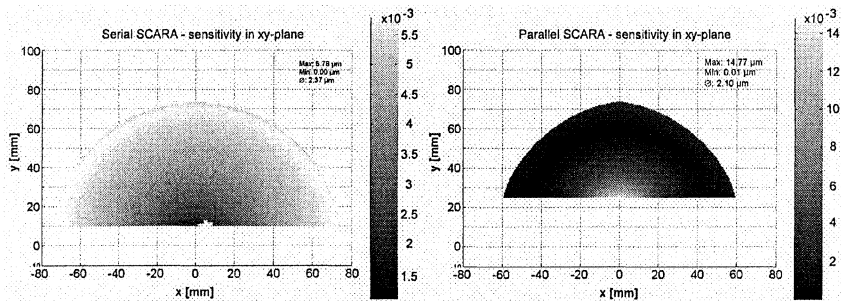 Serial SCARA - sensitivity in xy-plane
x10⁻³
Max: 5.78 µm
Min: 0.00 µm
Ø: 2.37 µm
100
80
60
40
20
0
-10
y [mm]
-80 -60 -40 -20 0 20 40 60 80
x [mm]
5.5
5
4.5
4
3.5
3
2.5
2
1.5
Parallel SCARA - sensitivity in xy-plane
x10⁻³
Max: 14.77 µm
Min: 0.01 µm
Ø: 2.10 µm
100
80
60
40
20
0
-10
y [mm]
-80 -60 -40 -20 0 20 40 60 80
x [mm]
14
12
10
8
6
4
2